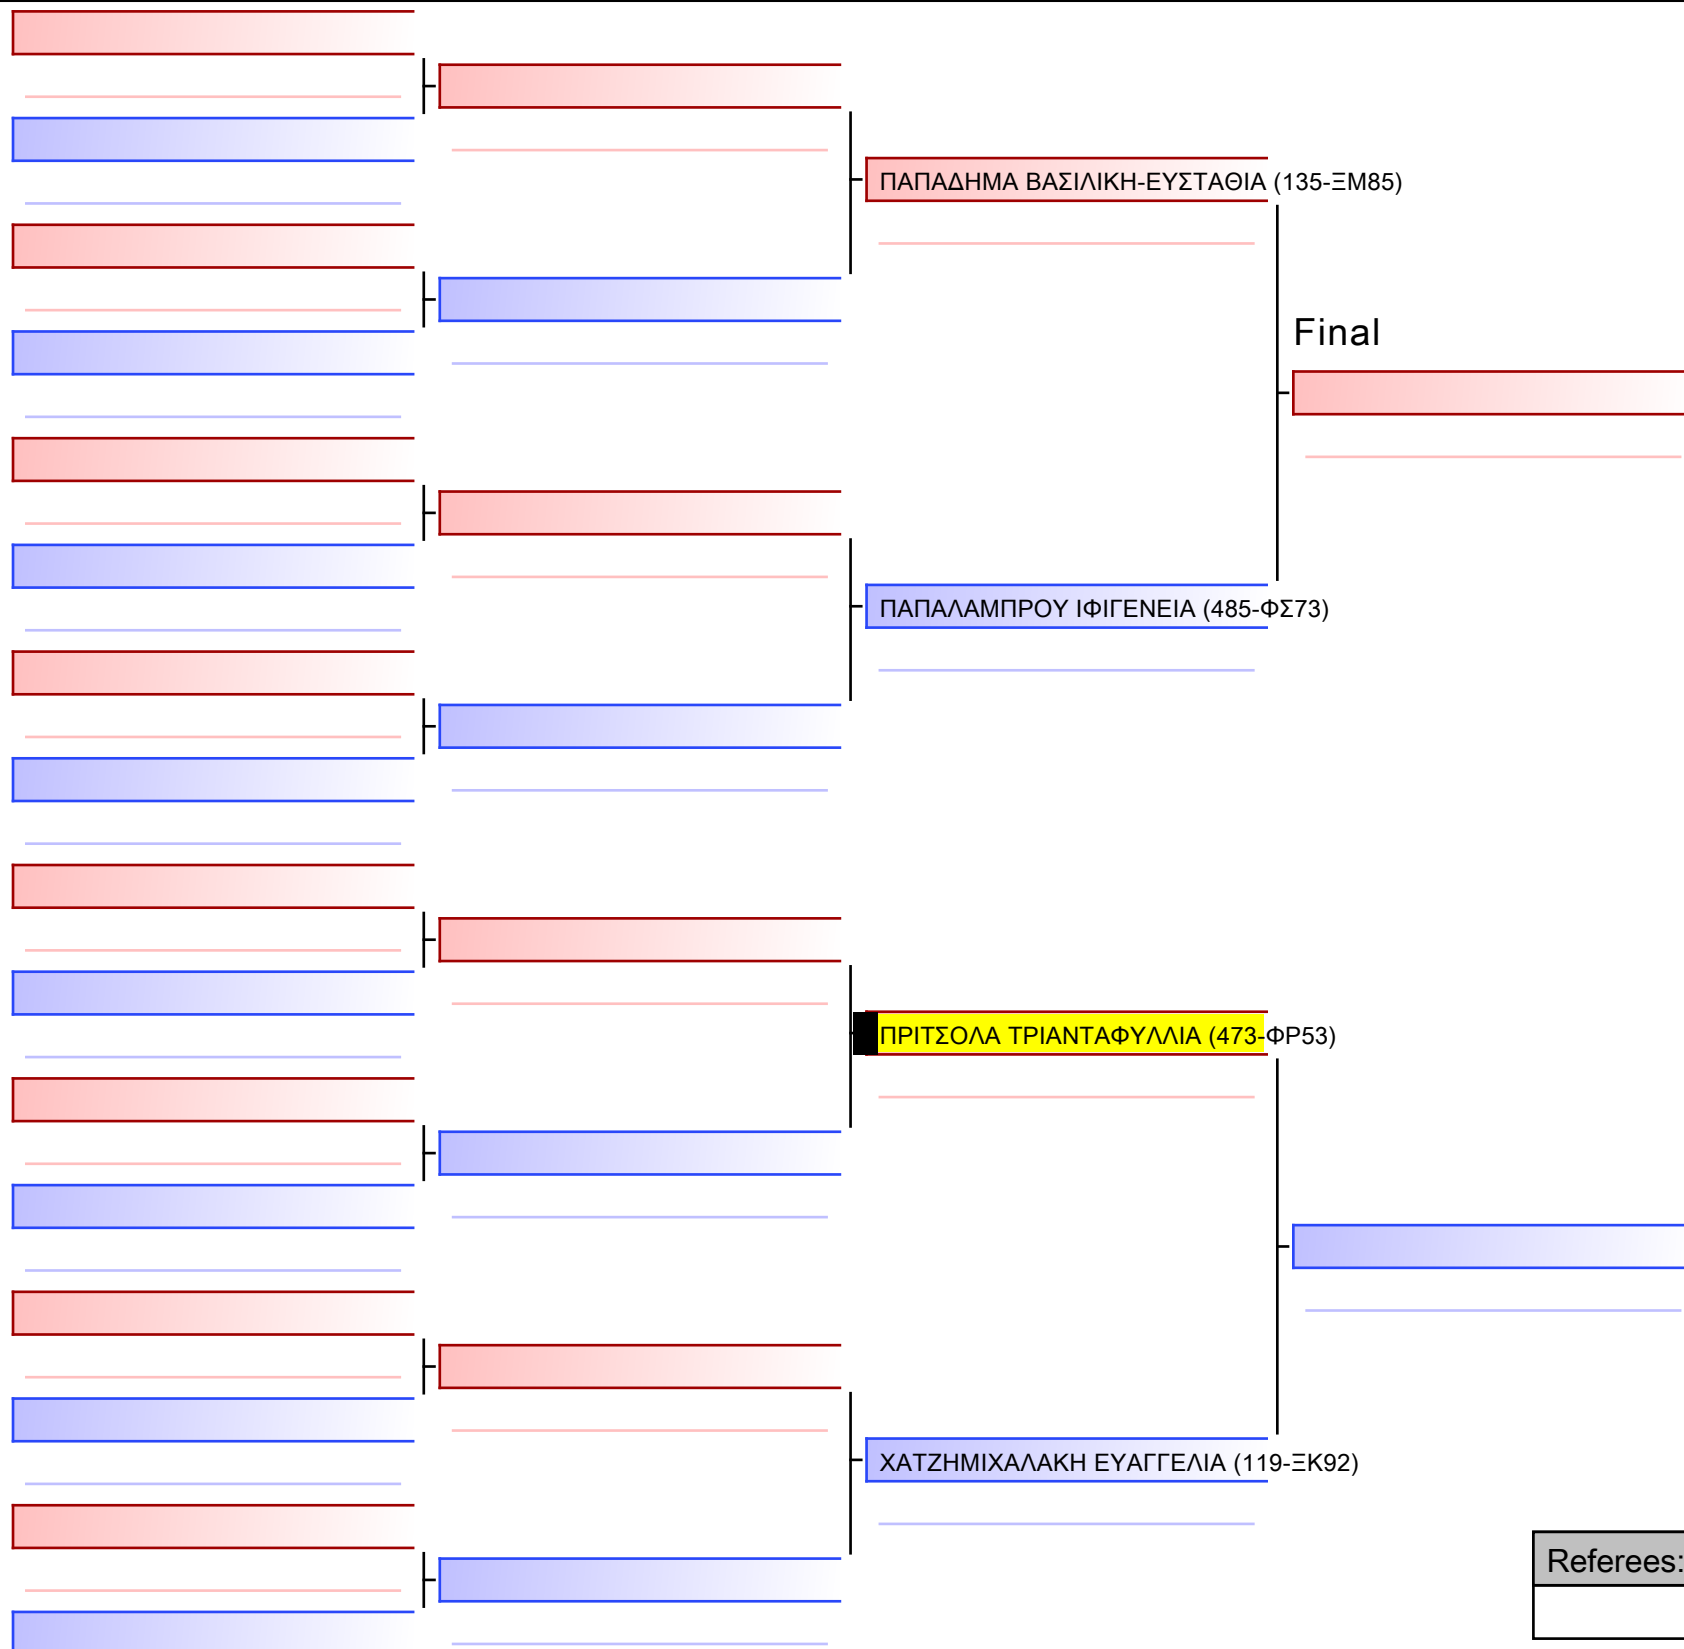 ΠΑΠΑΔΗΜΑ ΒΑΣΙΛΙΚΗ-ΕΥΣΤΑΘΙΑ (135-ΞΜ85)
Final
ΠΑΠΑΛΑΜΠΡΟΥ ΙΦΙΓΕΝΕΙΑ (485-ΦΣ73)
ΠΡΙΤΣΟΛΑ ΤΡΙΑΝΤΑΦΥΛΛΙΑ (473-ΦΡ53)
ΧΑΤΖΗΜΙΧΑΛΑΚΗ ΕΥΑΓΓΕΛΙΑ (119-ΞΚ92)
Referees: